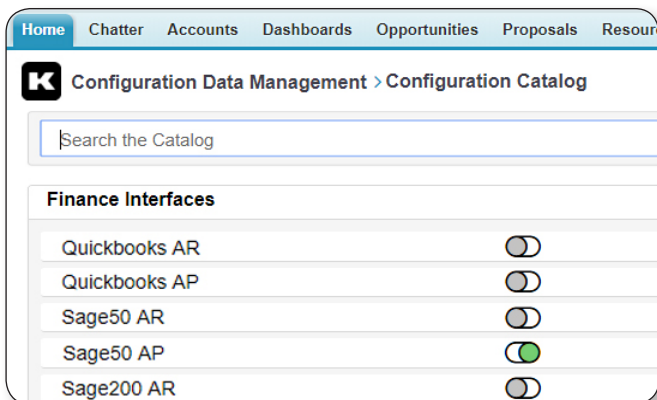 Home Chatter Accounts Dashboards Opportunities Proposals Resour
K Configuration Data Management > Configuration Catalog
Search the Catalog
Finance Interfaces
Quickbooks AR
Quickbooks AP
Sage50 AR
Sage50 AP
Sage200 AR